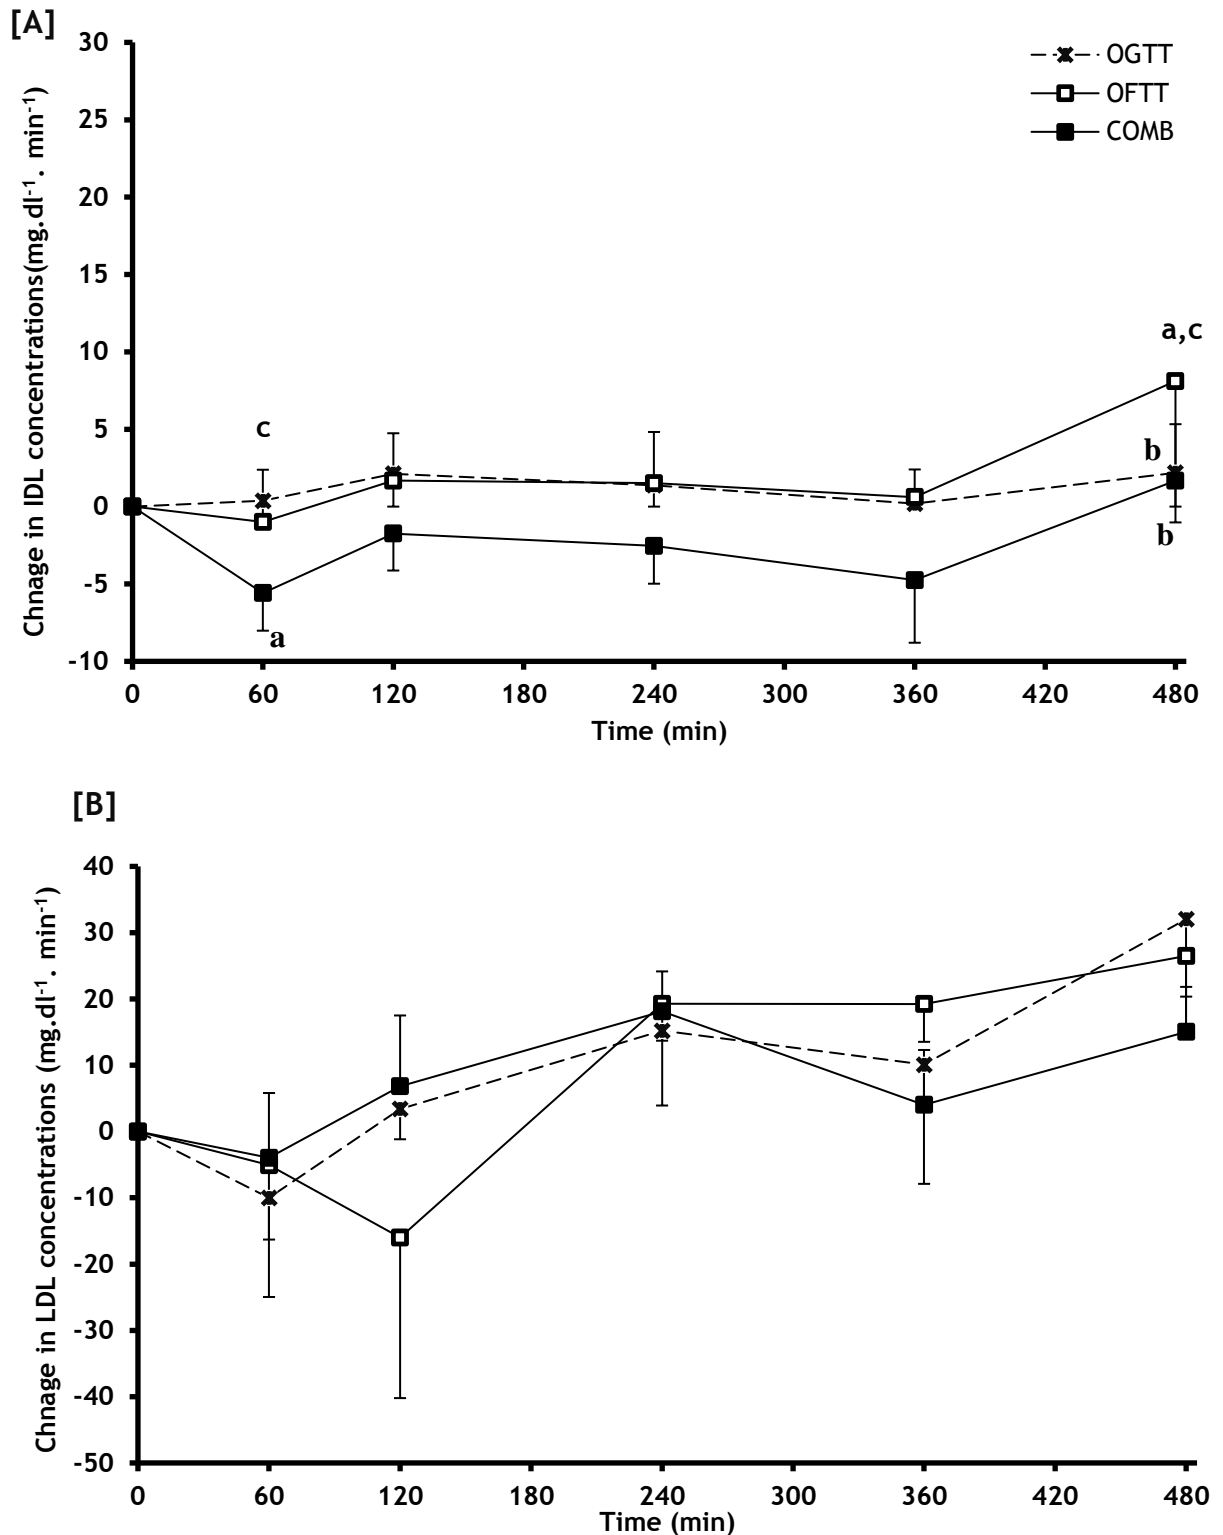 [A]
30
25
20
15
10
5
0
-5
-10
Chnage in IDL concentrations(mg.dl⁻¹. min⁻¹)
OGTT
OFTT
COMB
c
a
a,c
b
b
0 60 120 180 240 300 360 420 480
Time (min)
[B]
40
30
20
10
0
-10
-20
-30
-40
-50
Chnage in LDL concentrations (mg.dl⁻¹. min⁻¹)
0 60 120 180 240 300 360 420 480
Time (min)